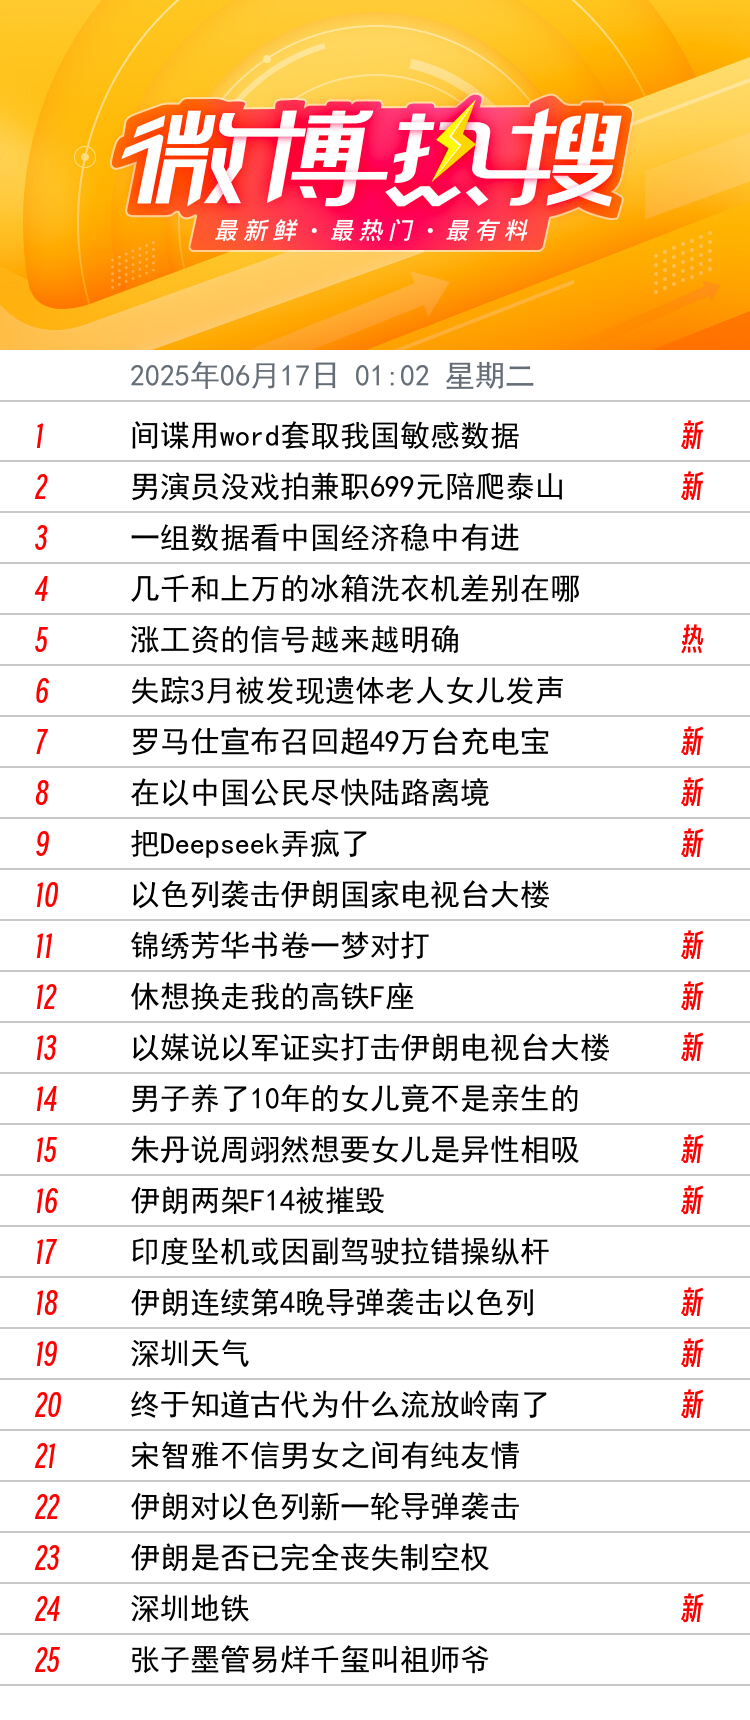 微博热搜
最新鲜·最热门·最有料
2025年06月17日 01:02 星期二
1 间谍用word套取我国敏感数据 新
2 男演员没戏拍兼职699元陪爬泰山 新
3 一组数据看中国经济稳中有进
4 几千和上万的冰箱洗衣机差别在哪
5 涨工资的信号越来越明确 热
6 失踪3月被发现遗体老人女儿发声
7 罗马仕宣布召回超49万台充电宝 新
8 在以中国公民尽快陆路离境 新
9 把Deepseek弄疯了 新
10 以色列袭击伊朗国家电视台大楼
11 锦绣芳华书卷一梦对打 新
12 休想换走我的高铁F座 新
13 以媒说以军证实打击伊朗电视台大楼 新
14 男子养了10年的女儿竟不是亲生的
15 朱丹说周翊然想要女儿是异性相吸 新
16 伊朗两架F14被摧毁 新
17 印度坠机或因副驾驶拉错操纵杆
18 伊朗连续第4晚导弹袭击以色列 新
19 深圳天气 新
20 终于知道古代为什么流放岭南了 新
21 宋智雅不信男女之间有纯友情
22 伊朗对以色列新一轮导弹袭击
23 伊朗是否已完全丧失制空权
24 深圳地铁 新
25 张子墨管易烊千玺叫祖师爷